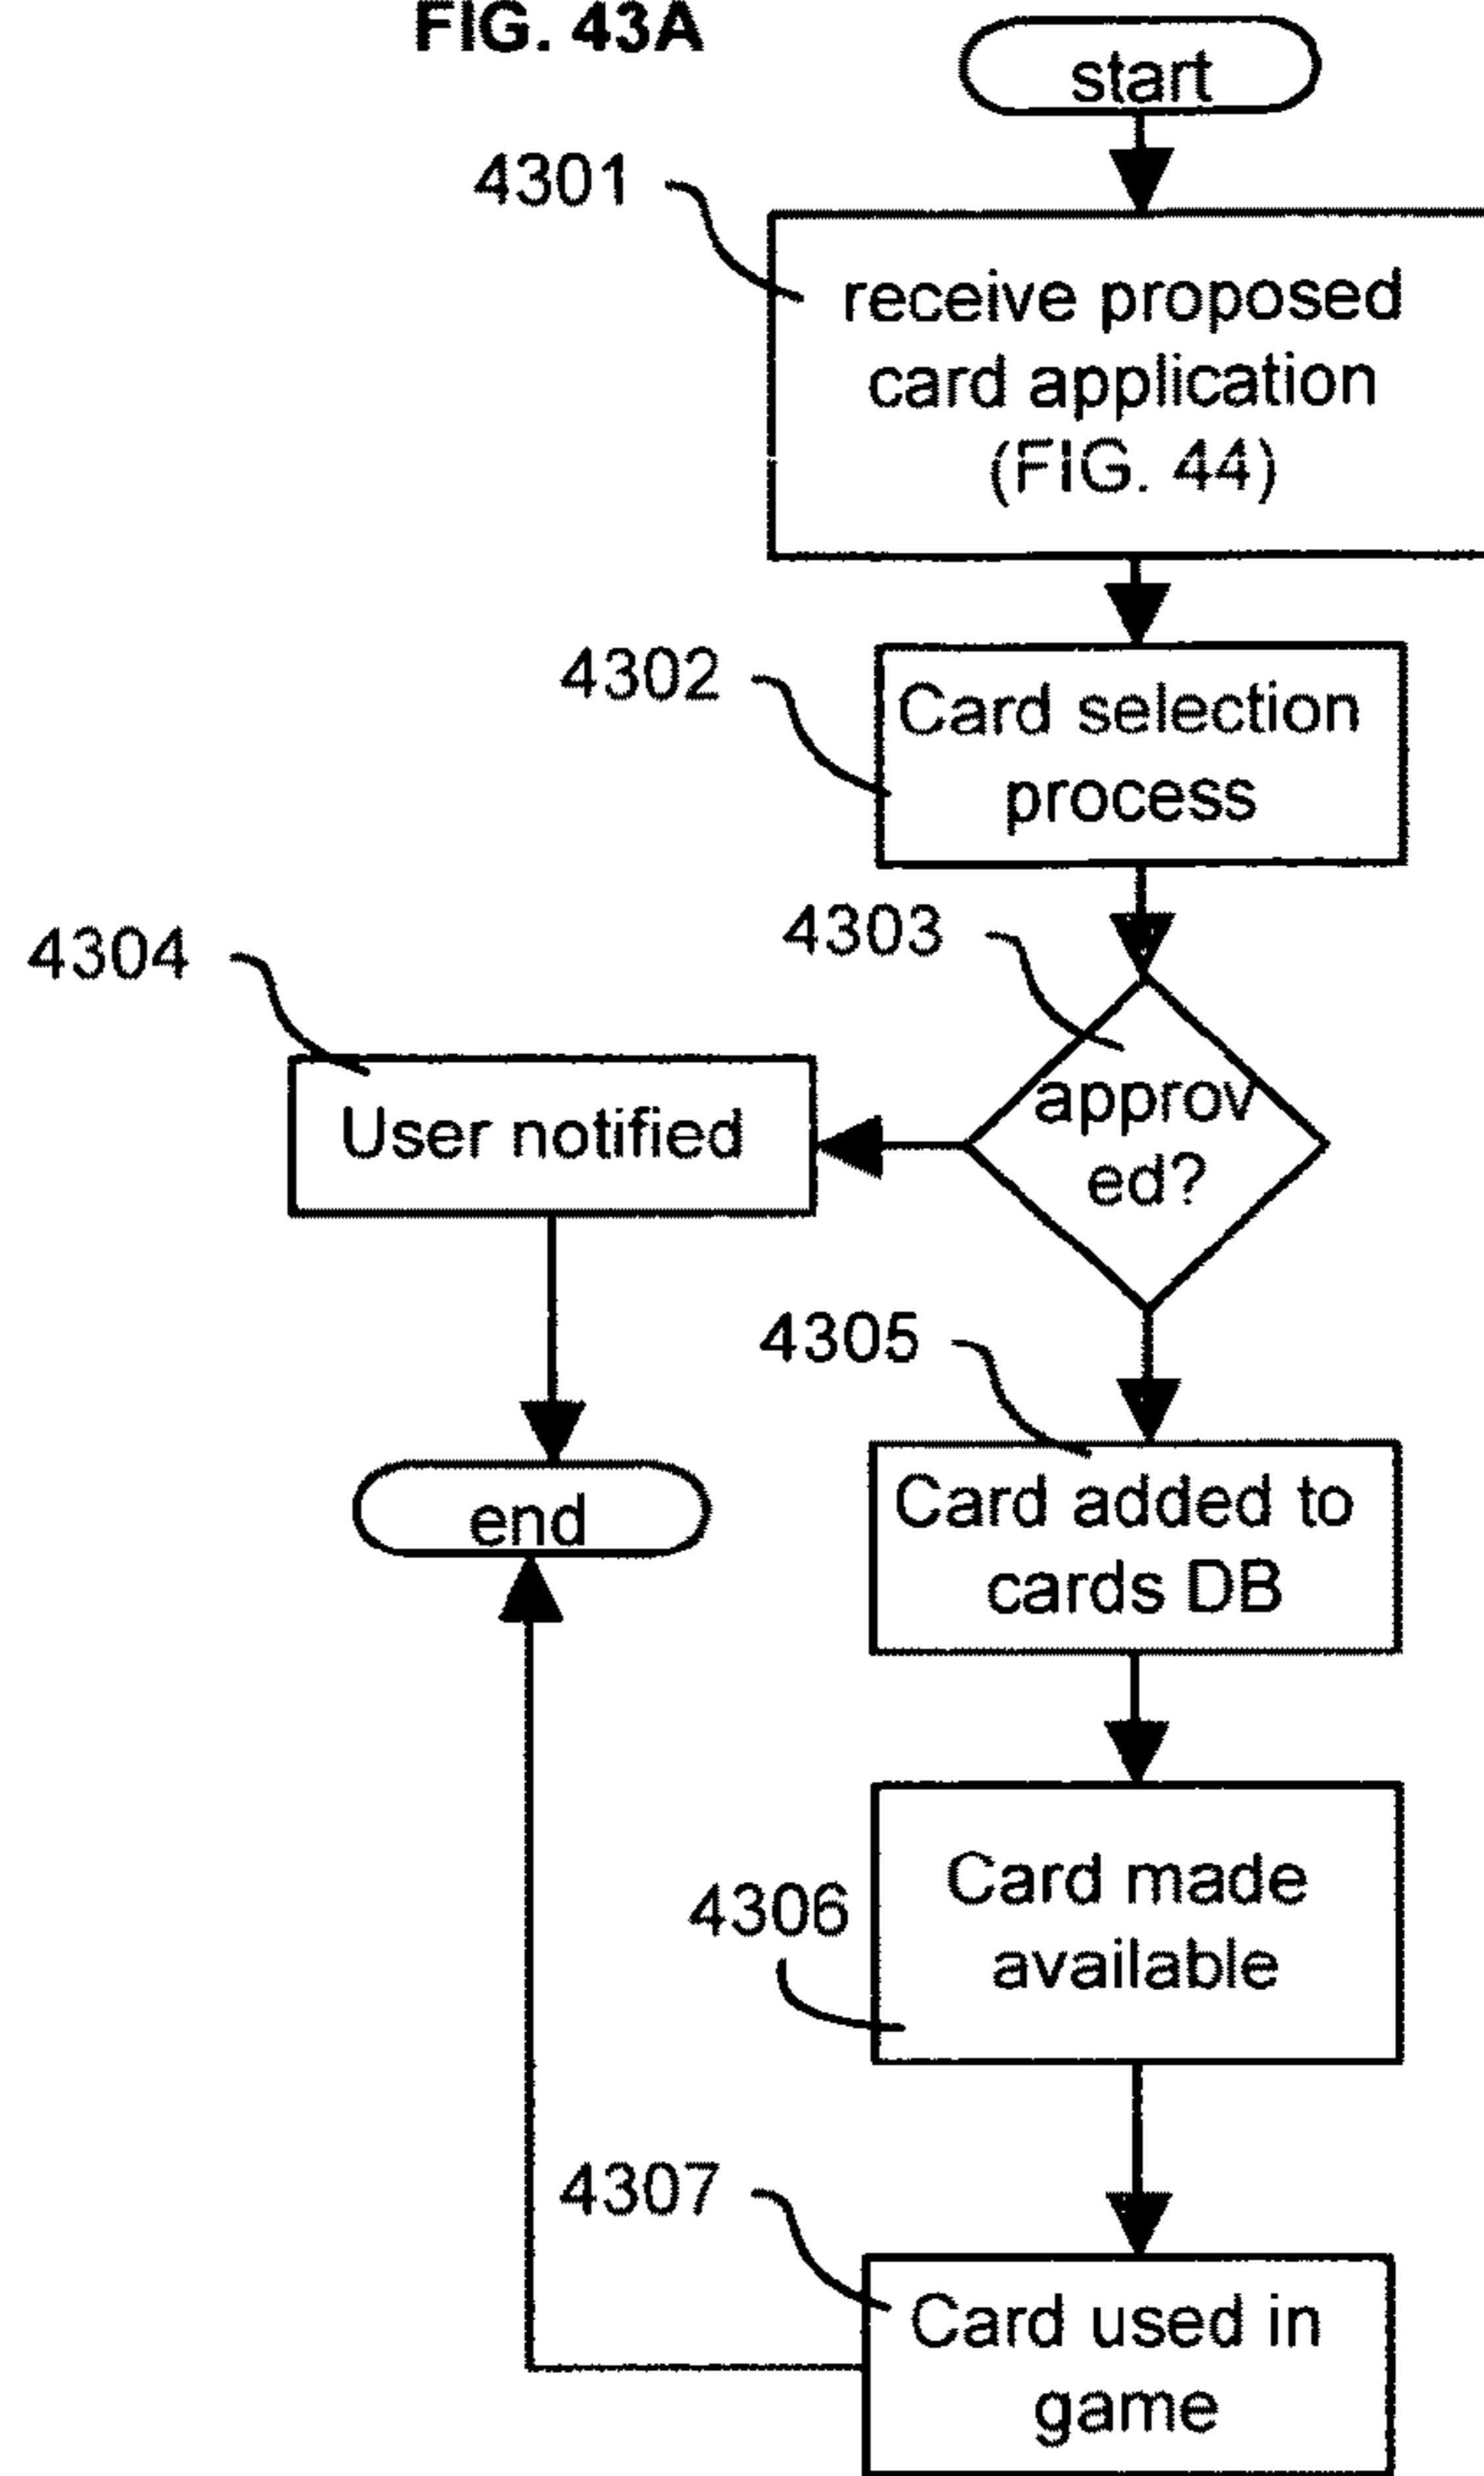 FIG. 43A
start
4301
receive proposed
card application
(FIG. 44)
4302
Card selection
process
4303
4304
approv
ed?
User notified
4305
end
Card added to
cards DB
4306
Card made
available
4307
Card used in
game